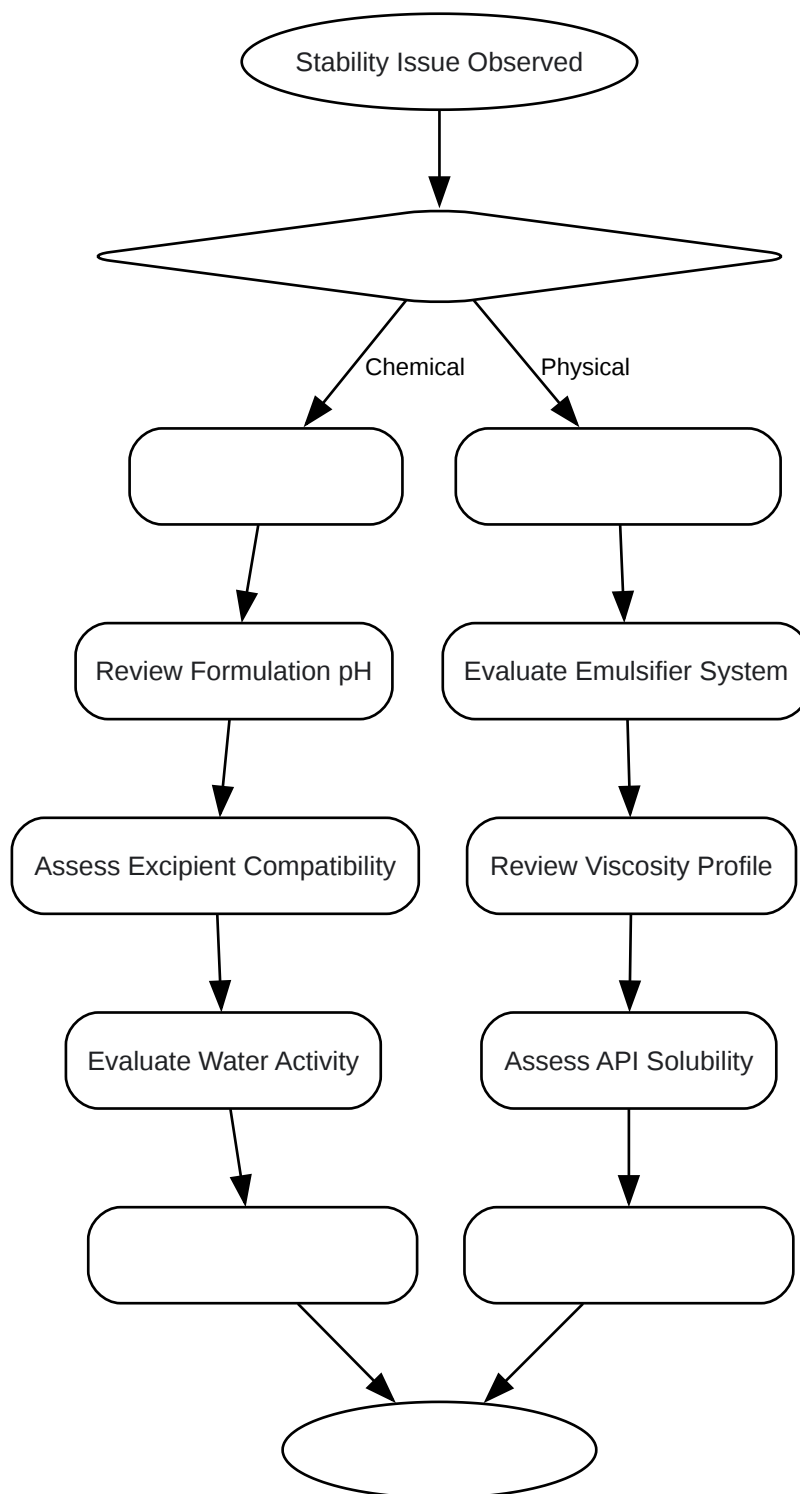 Stability Issue Observed
Chemical
Physical
Review Formulation pH
Evaluate Emulsifier System
Assess Excipient Compatibility
Review Viscosity Profile
Evaluate Water Activity
Assess API Solubility